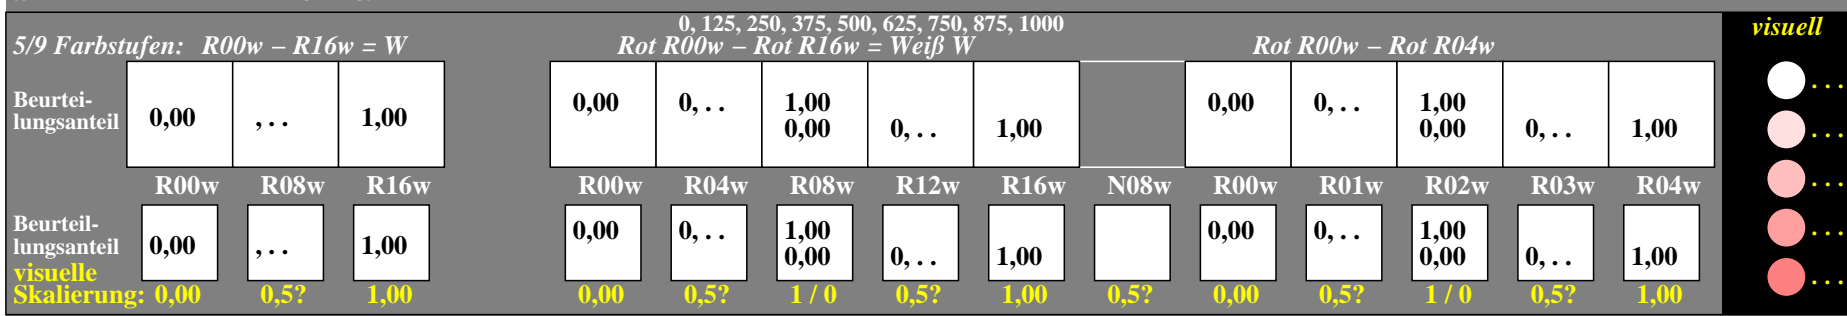 0, 125, 250, 375, 500, 625, 750, 875, 1000
5/9 Farbstufen: R00w – R16w = W Rot R00w – Rot R16w = Weiß W Rot R00w – Rot R04w visuell
Beurtei-
lungsanteil
0,00 , . . 1,00
0,00 0, . . 1,00
0,00 0, . . 1,00
0,00 0, . . 1,00
0,00 0, . . 1,00
R00w R08w R16w R00w R04w R08w R12w R16w N08w R00w R01w R02w R03w R04w
Beurteil-
lungsanteil
0,00 , . . 1,00
0,00 0, . . 1,00
0,00 0, . . 1,00
0,00 0, . . 1,00
0,00 0, . . 1,00
visuelle
Skalierung: 0,00 0,5? 1,00 0,00 0,5? 1 / 0 0,5? 1,00 0,5? 0,00 0,5? 1 / 0 0,5? 1,00
. . .
. . .
. . .
. . .
. . .